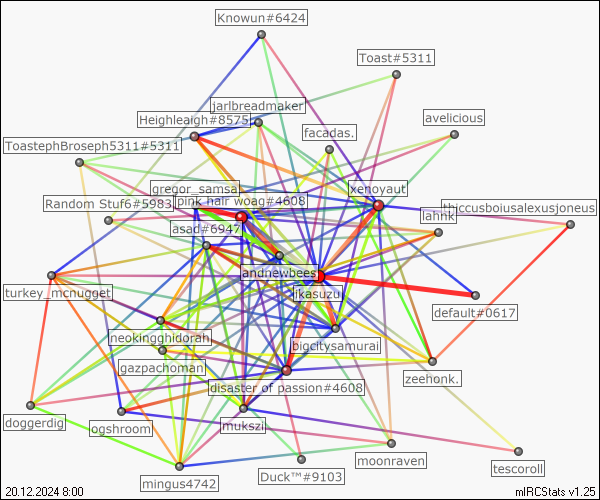 Knowun#6424
Toast#5311
jarlbreadmaker
Heighleaigh#8575
avelicious
facadas.
ToastephBroseph5311#5311
gregor_samsa
xenoyaut
pink hair woag#4608
Random Stuf6#5983
thiccusboiusalexusjoneus
lahnk
asad#6947
andnewbees
turkey_mcnugget
jkasuzu
default#0617
neokingghidorah
bigcitysamurai
gazpachoman
zeehonk.
disaster of passion#4608
doggerdig
ogshroom
mukszi
moonraven
tescoroll
Duck™#9103
mingus4742
20.12.2024 8:00
mIRCStats v1.25